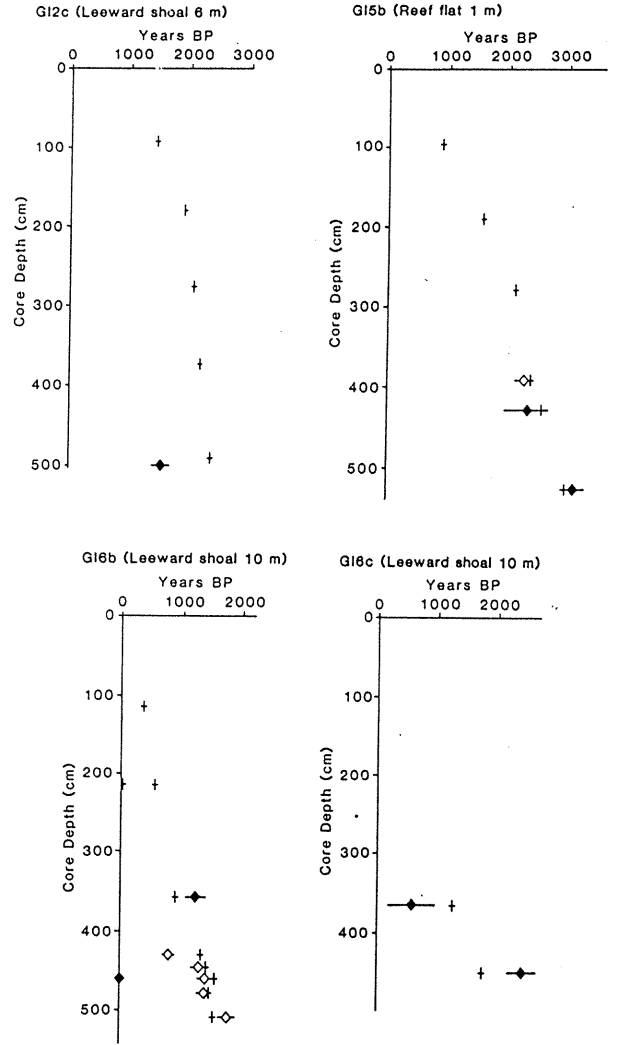 GI2c (Leeward shoal 6 m)
Years BP
0 1000 2000 3000
0
100
200
300
400
500
Core Depth (cm)
GI5b (Reef flat 1 m)
Years BP
0 1000 2000 3000
0
100
200
300
400
500
Core Depth (cm)
GI6b (Leeward shoal 10 m)
Years BP
0 1000 2000
0
100
200
300
400
500
Core Depth (cm)
GI6c (Leeward shoal 10 m)
Years BP
0 1000 2000
0
100
200
300
400
Core Depth (cm)